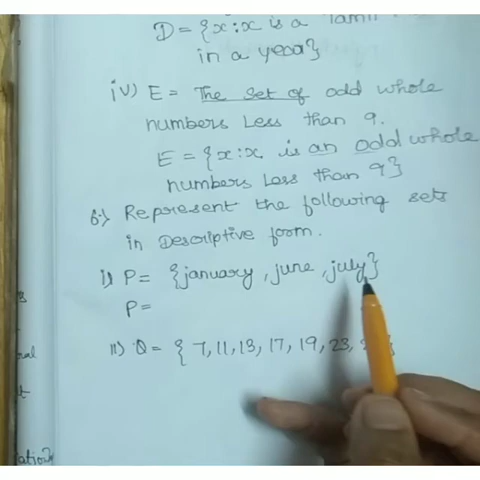 D = {x:x is a Tamil
in a year}
iv) E = The set of odd whole
numbers less than 9.
E = {x:x is an odd whole
numbers less than 9}
6.) Represent the following sets
in Descriptive form.
i) P = {january, june, july}
P =
ii) Q = { 7, 11, 13, 17, 19, 23, }